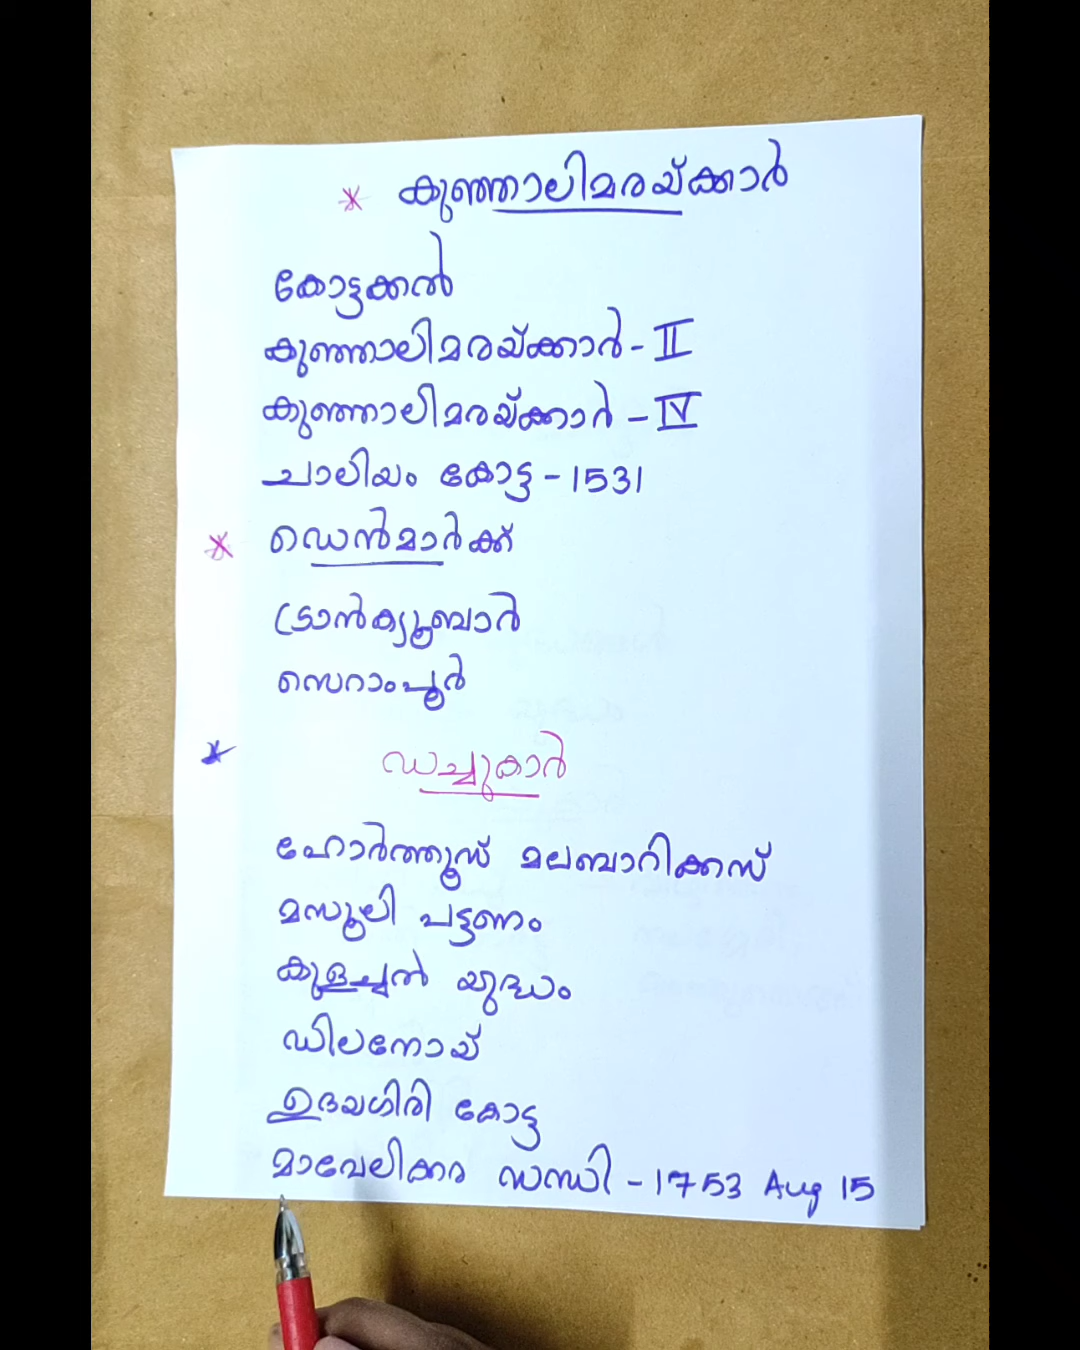 * കുഞ്ഞാലിമരയ്ക്കാർ
കോട്ടക്കൽ
കുഞ്ഞാലിമരയ്ക്കാർ - II
കുഞ്ഞാലിമരയ്ക്കാർ - IV
ചാലിയം കോട്ട - 1531
* ഡെൻമാർക്ക്
ട്രാൻക്യൂബാർ
സെറാംപൂർ
* ഡച്ചുകാർ
ഹോർത്തൂസ് മലബാറിക്കസ്
മസൂലി പട്ടണം
കുളച്ചൽ യുദ്ധം
ഡിലനോയ്
ഉദയഗിരി കോട്ട
മാവേലിക്കര സന്ധി - 1753 Aug 15